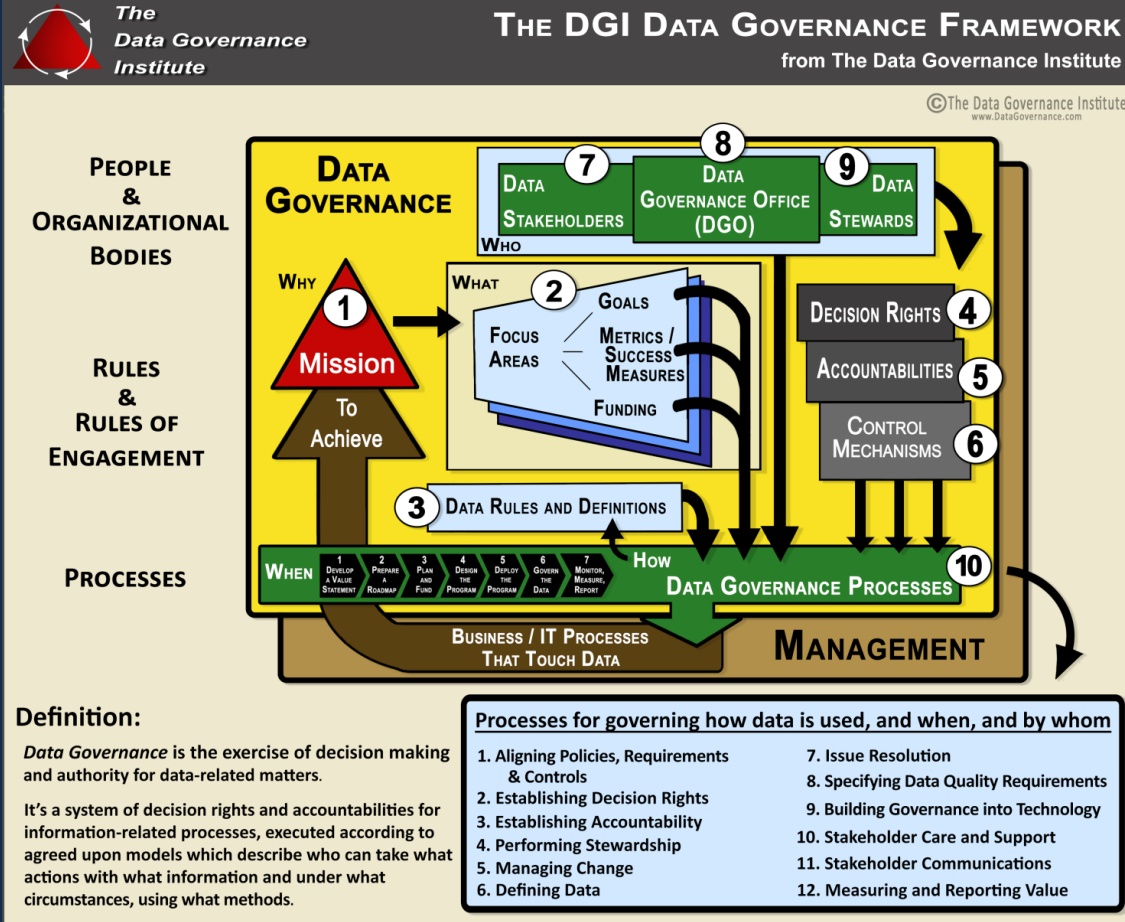 The
Data Governance
Institute
THE DGI DATA GOVERNANCE FRAMEWORK
from The Data Governance Institute
©The Data Governance Institute
www.DataGovernance.com
PEOPLE
&
ORGANIZATIONAL
BODIES
RULES
&
RULES OF
ENGAGEMENT
PROCESSES
DATA
GOVERNANCE
7
DATA
STAKEHOLDERS
8
DATA
GOVERNANCE OFFICE
(DGO)
9
DATA
STEWARDS
WHO
WHY
1
Mission
To
Achieve
WHAT
2
FOCUS
AREAS
GOALS
METRICS /
SUCCESS
MEASURES
FUNDING
DECISION RIGHTS
4
ACCOUNTABILITIES
5
CONTROL
MECHANISMS
6
3
DATA RULES AND DEFINITIONS
WHEN
1
DEVELOP
A VALUE
STATEMENT
2
PREPARE
A
ROADMAP
3
PLAN
AND
FUND
4
DESIGN
THE
PROGRAM
5
DEPLOY
THE
PROGRAM
6
GOVERN
THE
DATA
7
MONITOR,
MEASURE,
REPORT
HOW
DATA GOVERNANCE PROCESSES
10
BUSINESS / IT PROCESSES
THAT TOUCH DATA
MANAGEMENT
Definition:
Data Governance is the exercise of decision making
and authority for data-related matters.
It's a system of decision rights and accountabilities for
information-related processes, executed according to
agreed upon models which describe who can take what
actions with what information and under what
circumstances, using what methods.
Processes for governing how data is used, and when, and by whom
1. Aligning Policies, Requirements
& Controls
2. Establishing Decision Rights
3. Establishing Accountability
4. Performing Stewardship
5. Managing Change
6. Defining Data
7. Issue Resolution
8. Specifying Data Quality Requirements
9. Building Governance into Technology
10. Stakeholder Care and Support
11. Stakeholder Communications
12. Measuring and Reporting Value